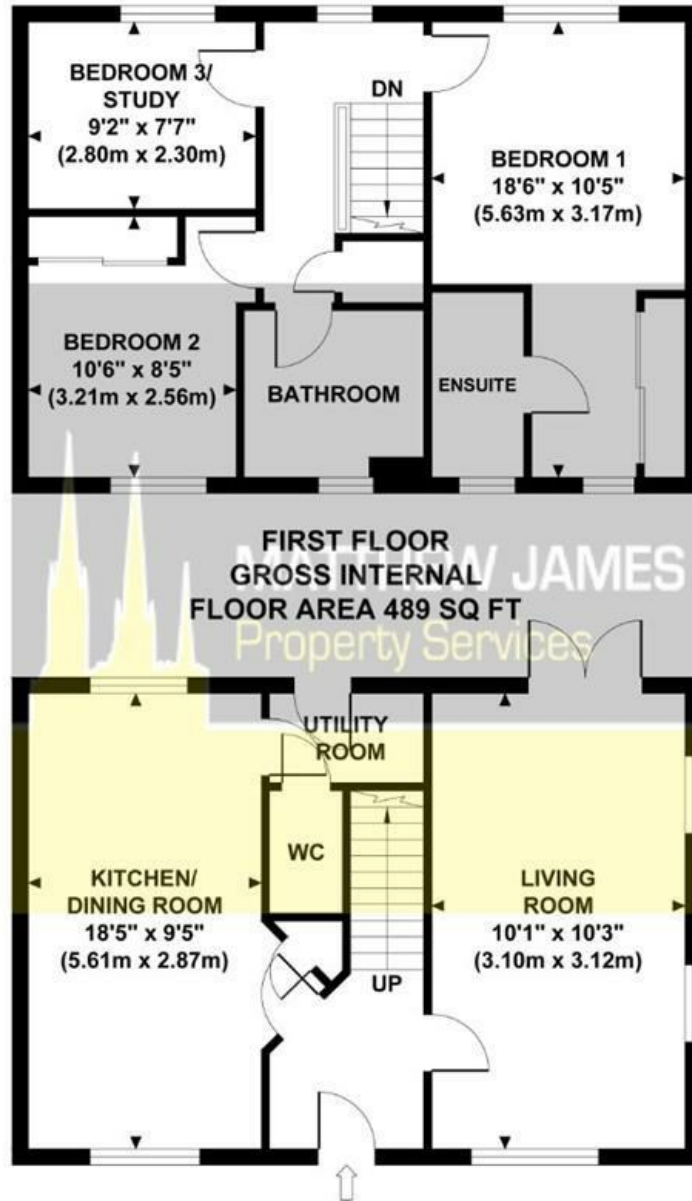 BEDROOM 3/
STUDY
9'2" x 7'7"
(2.80m x 2.30m)
DN
BEDROOM 1
18'6" x 10'5"
(5.63m x 3.17m)
BEDROOM 2
10'6" x 8'5"
(3.21m x 2.56m)
BATHROOM
ENSUITE
FIRST FLOOR
GROSS INTERNAL
FLOOR AREA 489 SQ FT
MATTHEW JAMES
Property Services
UTILITY
ROOM
WC
KITCHEN/
DINING ROOM
18'5" x 9'5"
(5.61m x 2.87m)
LIVING
ROOM
10'1" x 10'3"
(3.10m x 3.12m)
UP